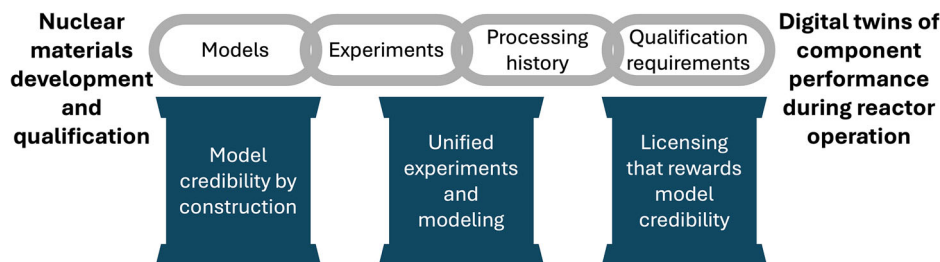 Nuclear
materials
development
and
qualification
Models
Experiments
Processing
history
Qualification
requirements
Digital twins of
component
performance
during reactor
operation
Model
credibility by
construction
Unified
experiments
and
modeling
Licensing
that rewards
model
credibility